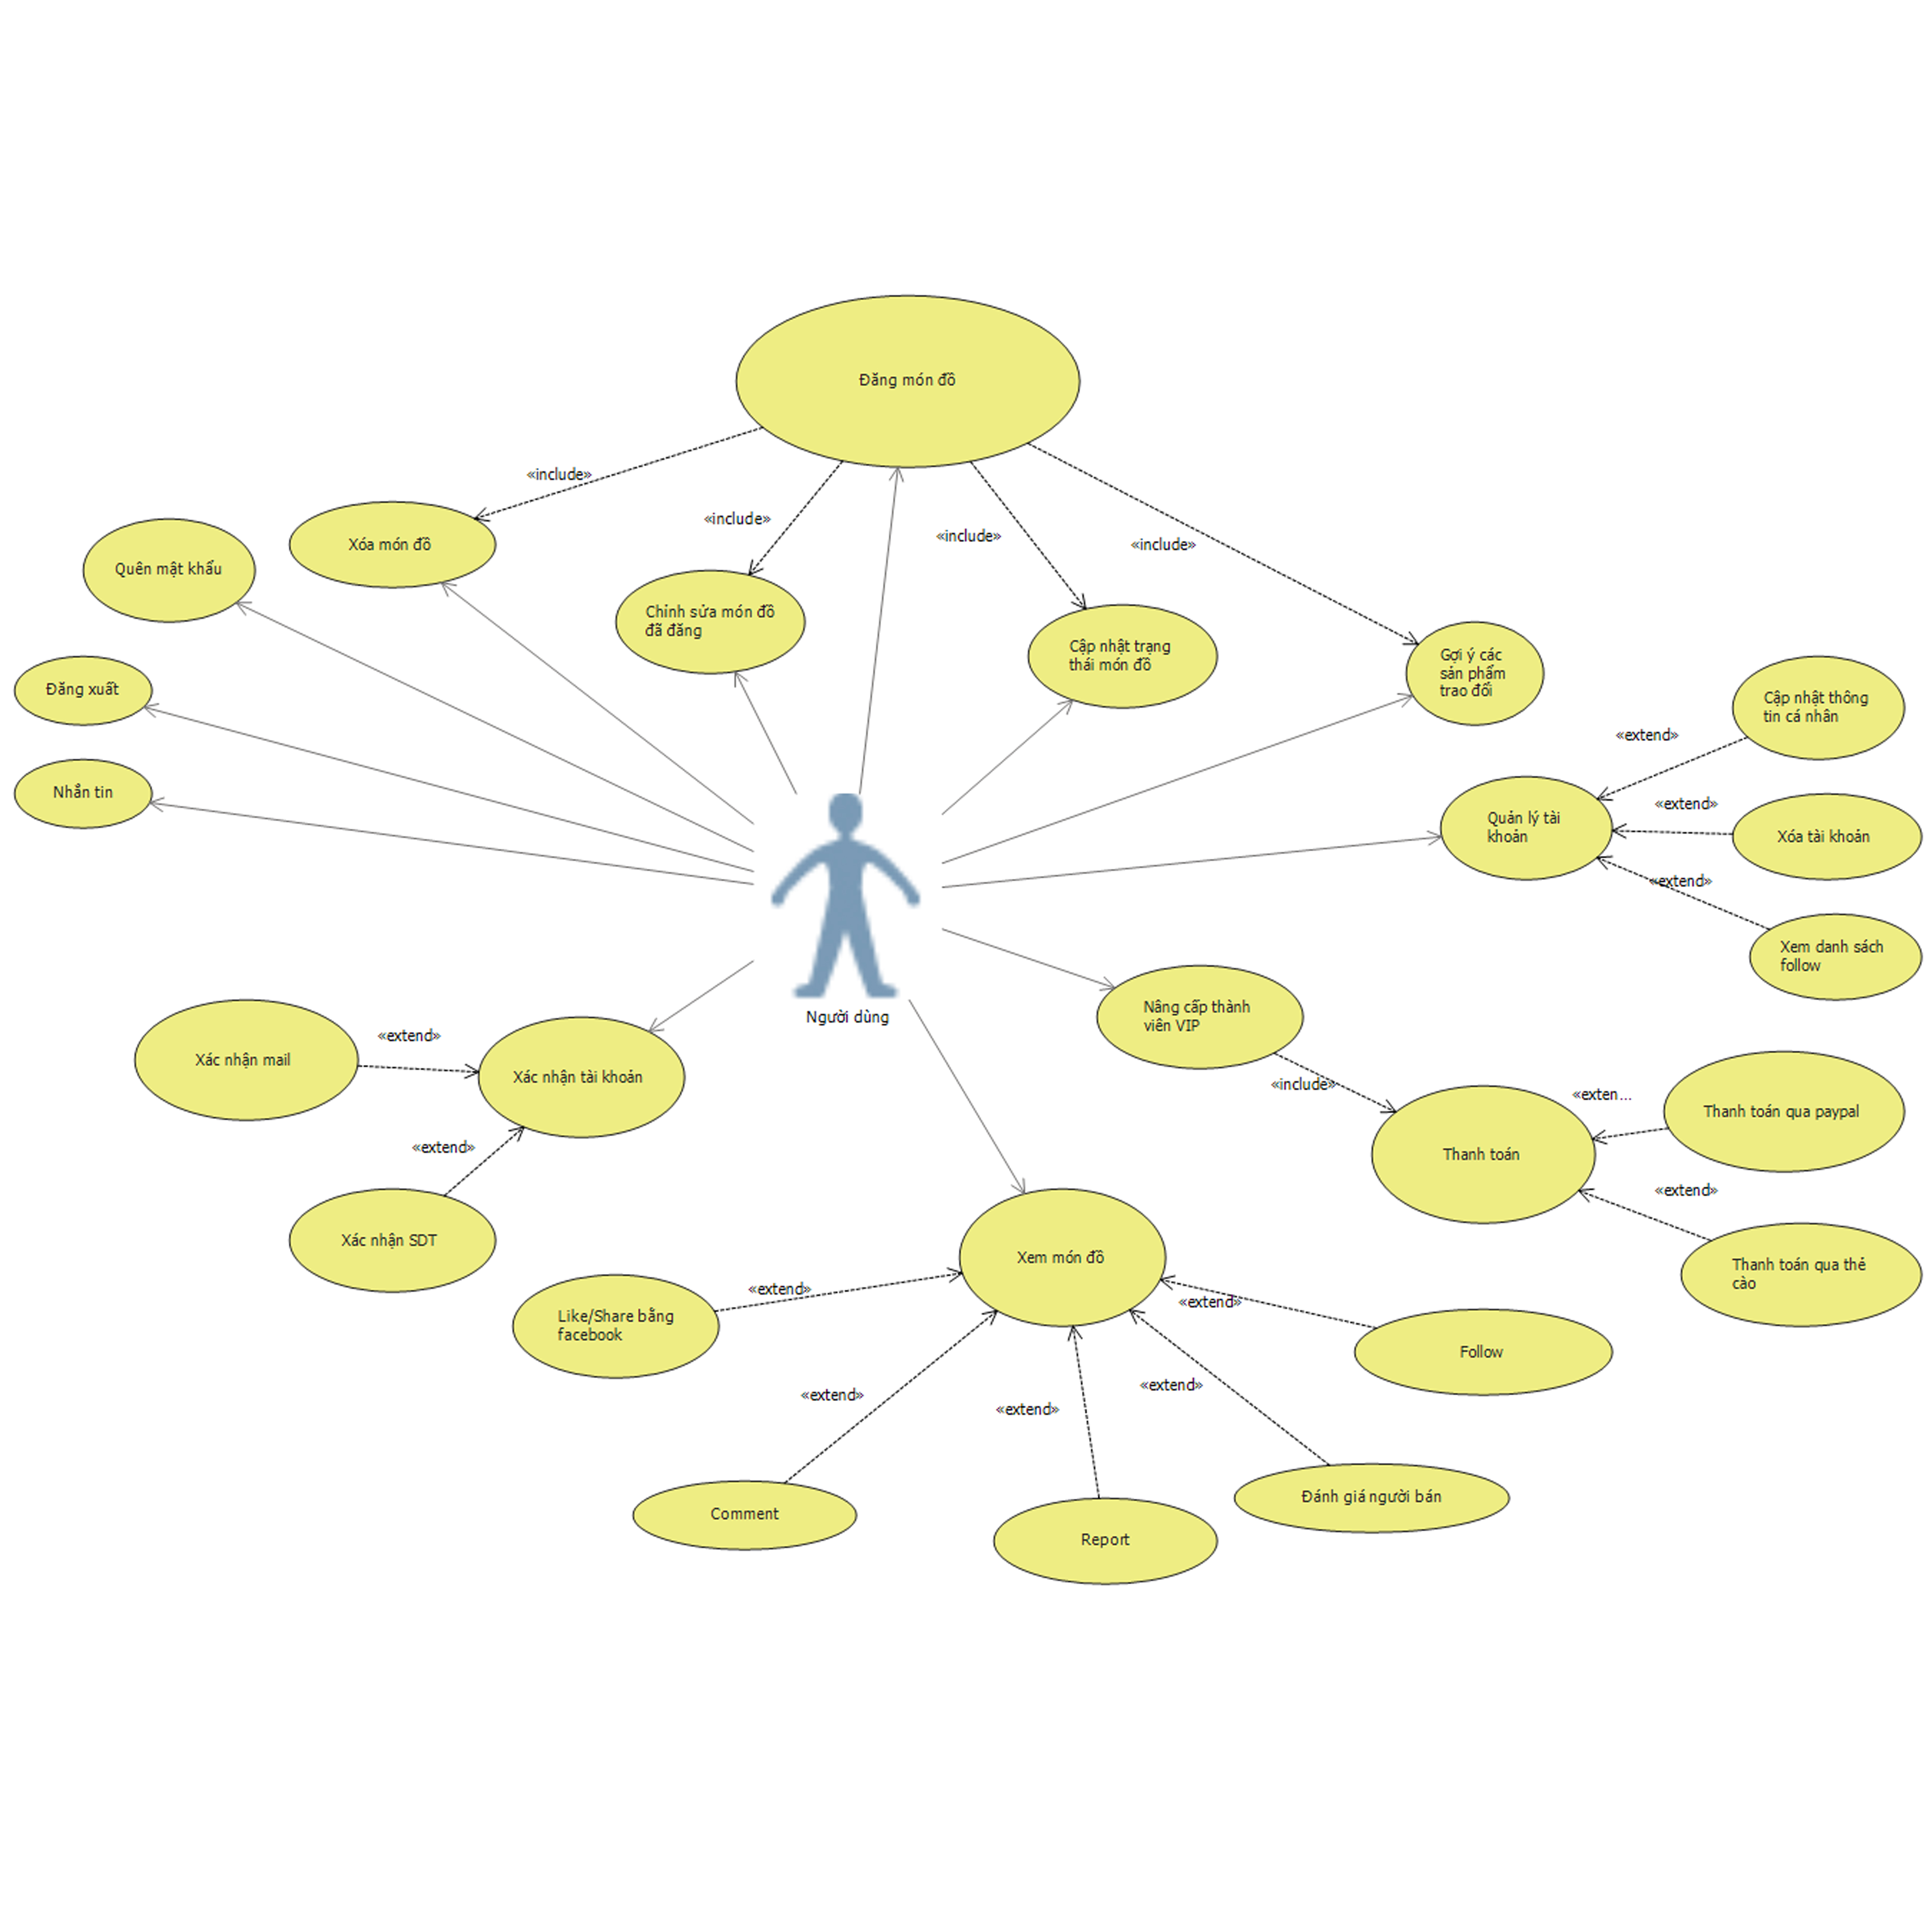 Đăng món đồ
«include»
«include»
«include»
«include»
Xóa món đồ
Quên mật khẩu
Chỉnh sửa món đồ
đã đăng
Cập nhật trạng
thái món đồ
Gợi ý các
sản phẩm
trao đổi
Đăng xuất
Nhắn tin
Cập nhật thông
tin cá nhân
«extend»
«extend»
Quản lý tài
khoản
Xóa tài khoản
«extend»
Xem danh sách
follow
Người dùng
Nâng cấp thành
viên VIP
Xác nhận mail
«extend»
Xác nhận tài khoản
«include»
«exten...
Thanh toán qua paypal
«extend»
Thanh toán
«extend»
Xác nhận SDT
Xem món đồ
Thanh toán qua thẻ
cào
«extend»
«extend»
Like/Share bằng
facebook
Follow
«extend»
«extend»
«extend»
Comment
Report
Đánh giá người bán